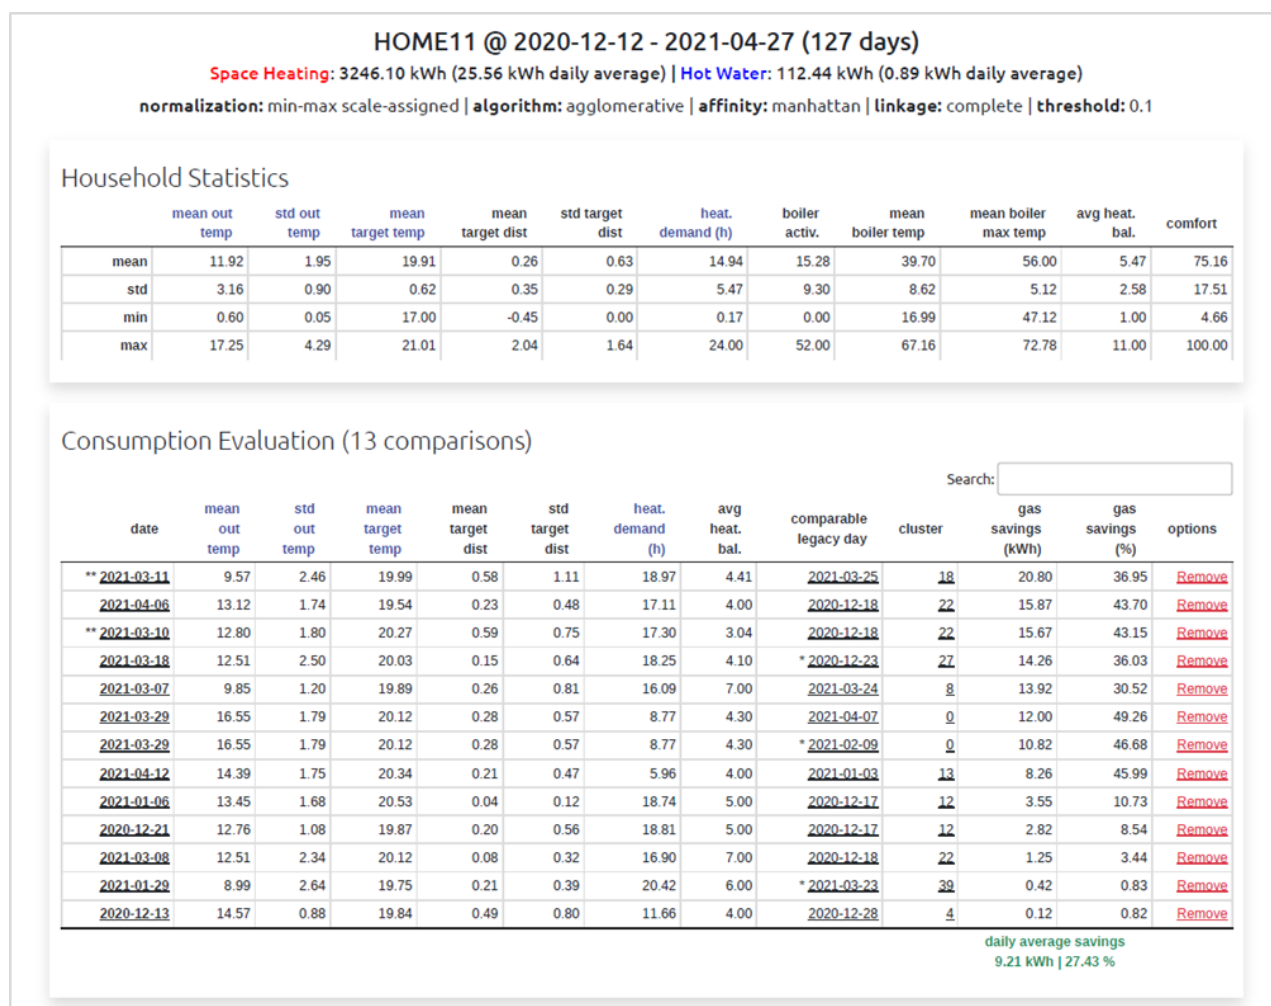 HOME11 @ 2020-12-12 - 2021-04-27 (127 days)
Space Heating: 3246.10 kWh (25.56 kWh daily average) | Hot Water: 112.44 kWh (0.89 kWh daily average)
normalization: min-max scale-assigned | algorithm: agglomerative | affinity: manhattan | linkage: complete | threshold: 0.1
Household Statistics
mean out temp std out temp mean target temp mean target dist std target dist heat. demand (h) boiler activ. mean boiler temp mean boiler max temp avg heat. bal. comfort
mean 11.92 1.95 19.91 0.26 0.63 14.94 15.28 39.70 56.00 5.47 75.16
std 3.16 0.90 0.62 0.35 0.29 5.47 9.30 8.62 5.12 2.58 17.51
min 0.60 0.05 17.00 -0.45 0.00 0.17 0.00 16.99 47.12 1.00 4.66
max 17.25 4.29 21.01 2.04 1.64 24.00 52.00 67.16 72.78 11.00 100.00
Consumption Evaluation (13 comparisons)
Search:
date mean out temp std out temp mean target temp mean target dist std target dist heat. demand (h) avg heat. bal. comparable legacy day cluster gas savings (kWh) gas savings (%) options
** 2021-03-11 9.57 2.46 19.99 0.58 1.11 18.97 4.41 2021-03-25 18 20.80 36.95 Remove
2021-04-06 13.12 1.74 19.54 0.23 0.48 17.11 4.00 2020-12-18 22 15.87 43.70 Remove
** 2021-03-10 12.80 1.80 20.27 0.59 0.75 17.30 3.04 2020-12-18 22 15.67 43.15 Remove
2021-03-18 12.51 2.50 20.03 0.15 0.64 18.25 4.10 * 2020-12-23 27 14.26 36.03 Remove
2021-03-07 9.85 1.20 19.89 0.26 0.81 16.09 7.00 2021-03-24 8 13.92 30.52 Remove
2021-03-29 16.55 1.79 20.12 0.28 0.57 8.77 4.30 2021-04-07 0 12.00 49.26 Remove
2021-03-29 16.55 1.79 20.12 0.28 0.57 8.77 4.30 * 2021-02-09 0 10.82 46.68 Remove
2021-04-12 14.39 1.75 20.34 0.21 0.47 5.96 4.00 2021-01-03 13 8.26 45.99 Remove
2021-01-06 13.45 1.68 20.53 0.04 0.12 18.74 5.00 2020-12-17 12 3.55 10.73 Remove
2020-12-21 12.76 1.08 19.87 0.20 0.56 18.81 5.00 2020-12-17 12 2.82 8.54 Remove
2021-03-08 12.51 2.34 20.12 0.08 0.32 16.90 7.00 2020-12-18 22 1.25 3.44 Remove
2021-01-29 8.99 2.64 19.75 0.21 0.39 20.42 6.00 * 2021-03-23 39 0.42 0.83 Remove
2020-12-13 14.57 0.88 19.84 0.49 0.80 11.66 4.00 2020-12-28 4 0.12 0.82 Remove
daily average savings
9.21 kWh | 27.43 %